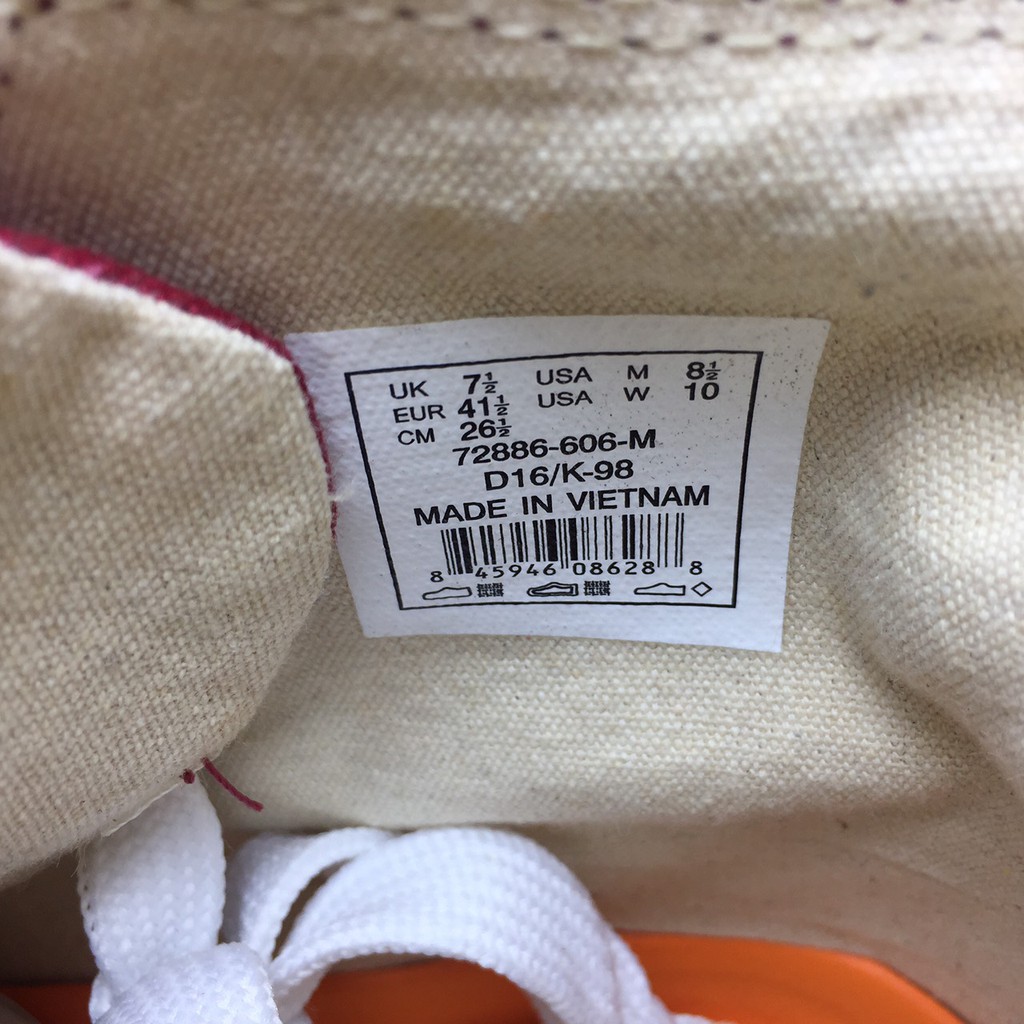 UK 7½ USA M 8½
EUR 41½ USA W 10
CM 26½
72886-606-M
D16/K-98
MADE IN VIETNAM
8 45946 08628 8